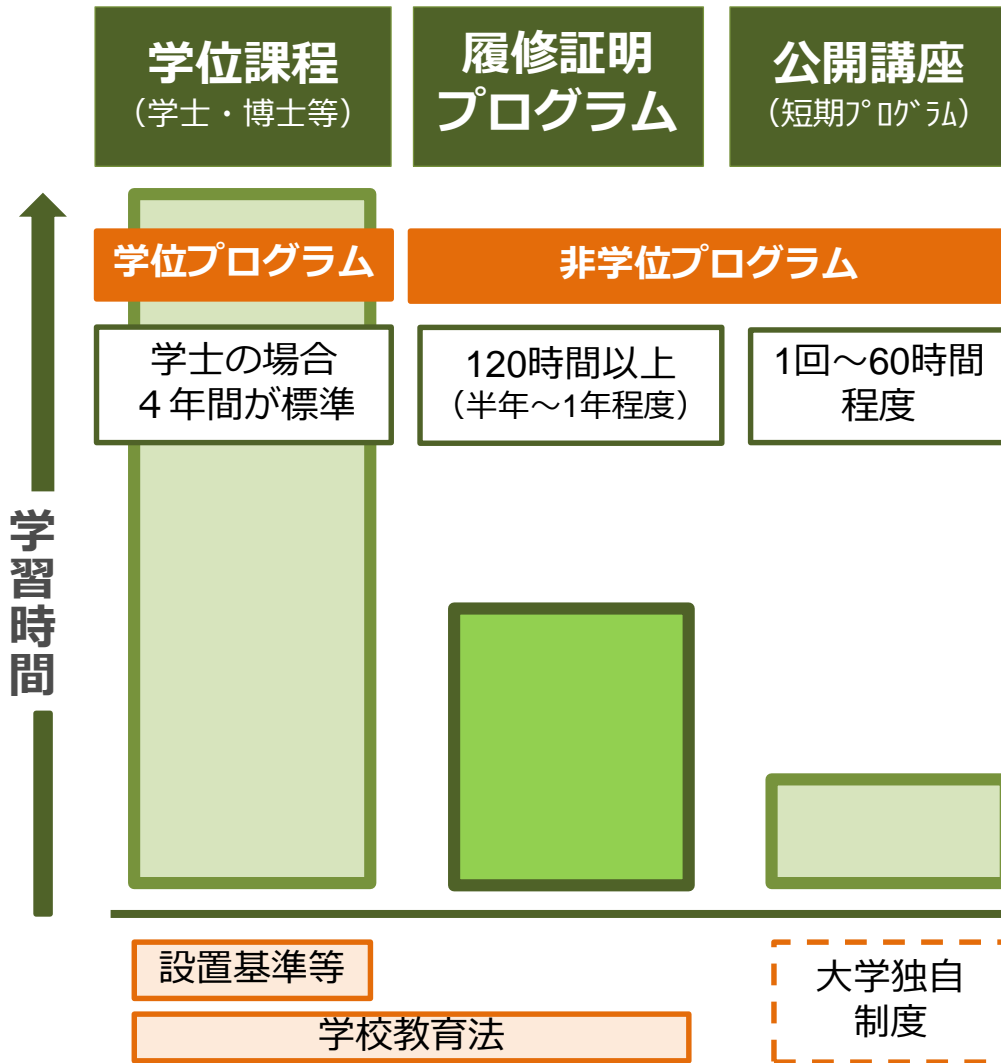 学位課程
（学士・博士等）
履修証明
プログラム
公開講座
（短期ﾌﾟﾛｸﾞﾗﾑ）
学位プログラム
非学位プログラム
学士の場合
４年間が標準
120時間以上
（半年～1年程度）
1回～60時間
程度
学習時間
設置基準等
学校教育法
大学独自
制度